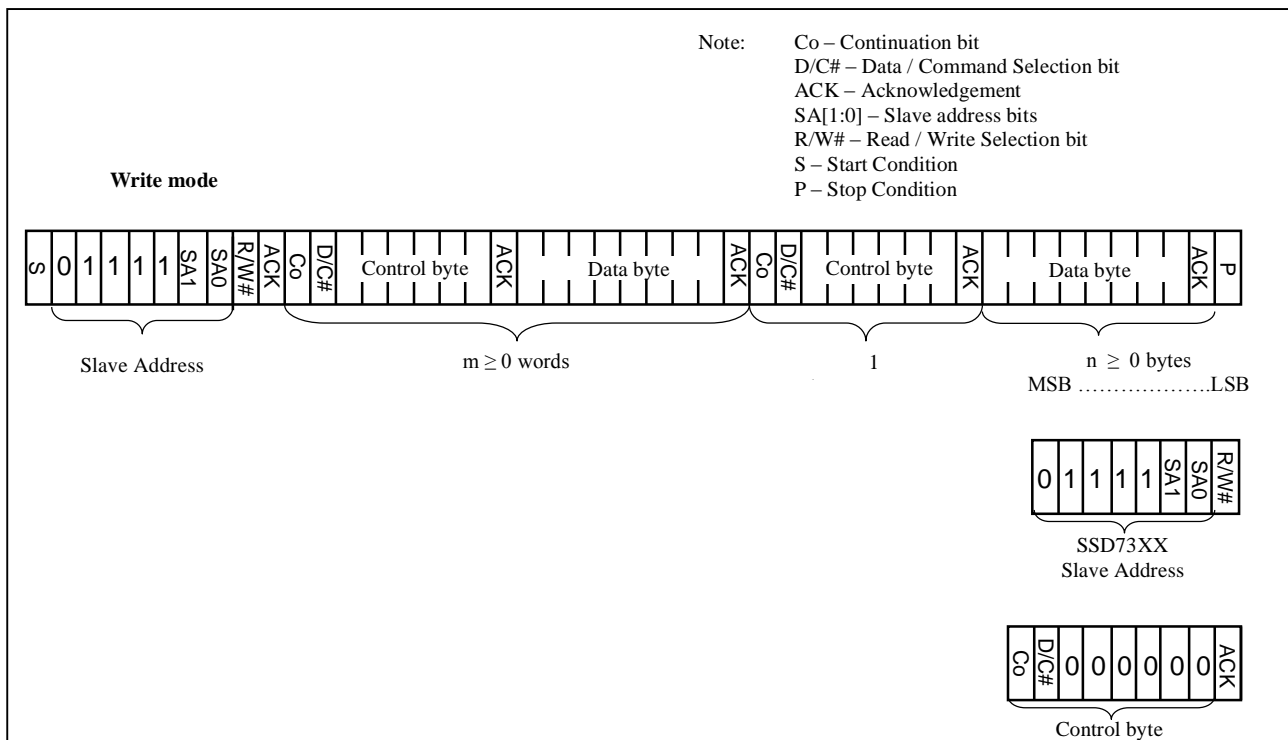 Note: Co – Continuation bit
D/C# – Data / Command Selection bit
ACK – Acknowledgement
SA[1:0] – Slave address bits
R/W# – Read / Write Selection bit
S – Start Condition
P – Stop Condition
Write mode
S 0 1 1 1 1 SA1 SA0 R/W# ACK Co D/C# Control byte ACK Data byte ACK Co D/C# Control byte ACK Data byte ACK P
Slave Address m ≥ 0 words 1 n ≥ 0 bytes
MSB ……………….LSB
0 1 1 1 1 SA1 SA0 R/W#
SSD73XX
Slave Address
Co D/C# 0 0 0 0 0 0 ACK
Control byte